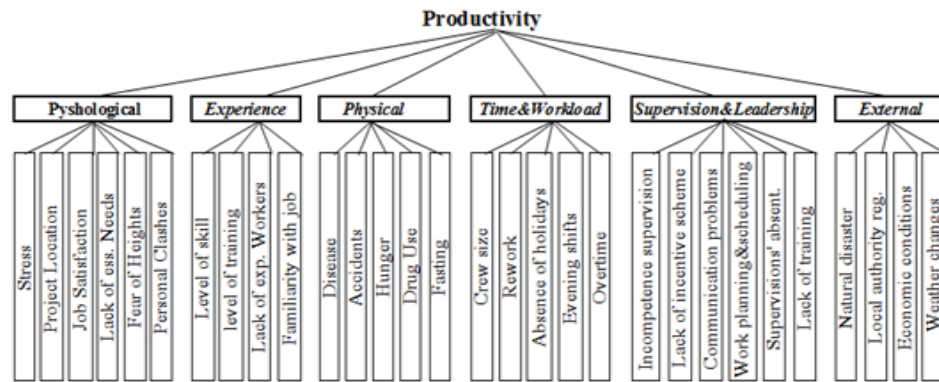 Productivity
Pyshological
Experience
Physical
Time&Workload
Supervision&Leadership
External
Stress
Project Location
Job Satisfaction
Lack of ess. Needs
Fear of Heights
Personal Clashes
Level of skill
level of training
Lack of exp. Workers
Familiarity with job
Disease
Accidents
Hunger
Drug Use
Fasting
Crew size
Rework
Absence of holidays
Evening shifts
Overtime
Incompetence supervision
Lack of incentive scheme
Communication problems
Work planning&scheduling
Supervisions' absent.
Lack of training
Natural disaster
Local authority reg.
Economic conditions
Weather changes